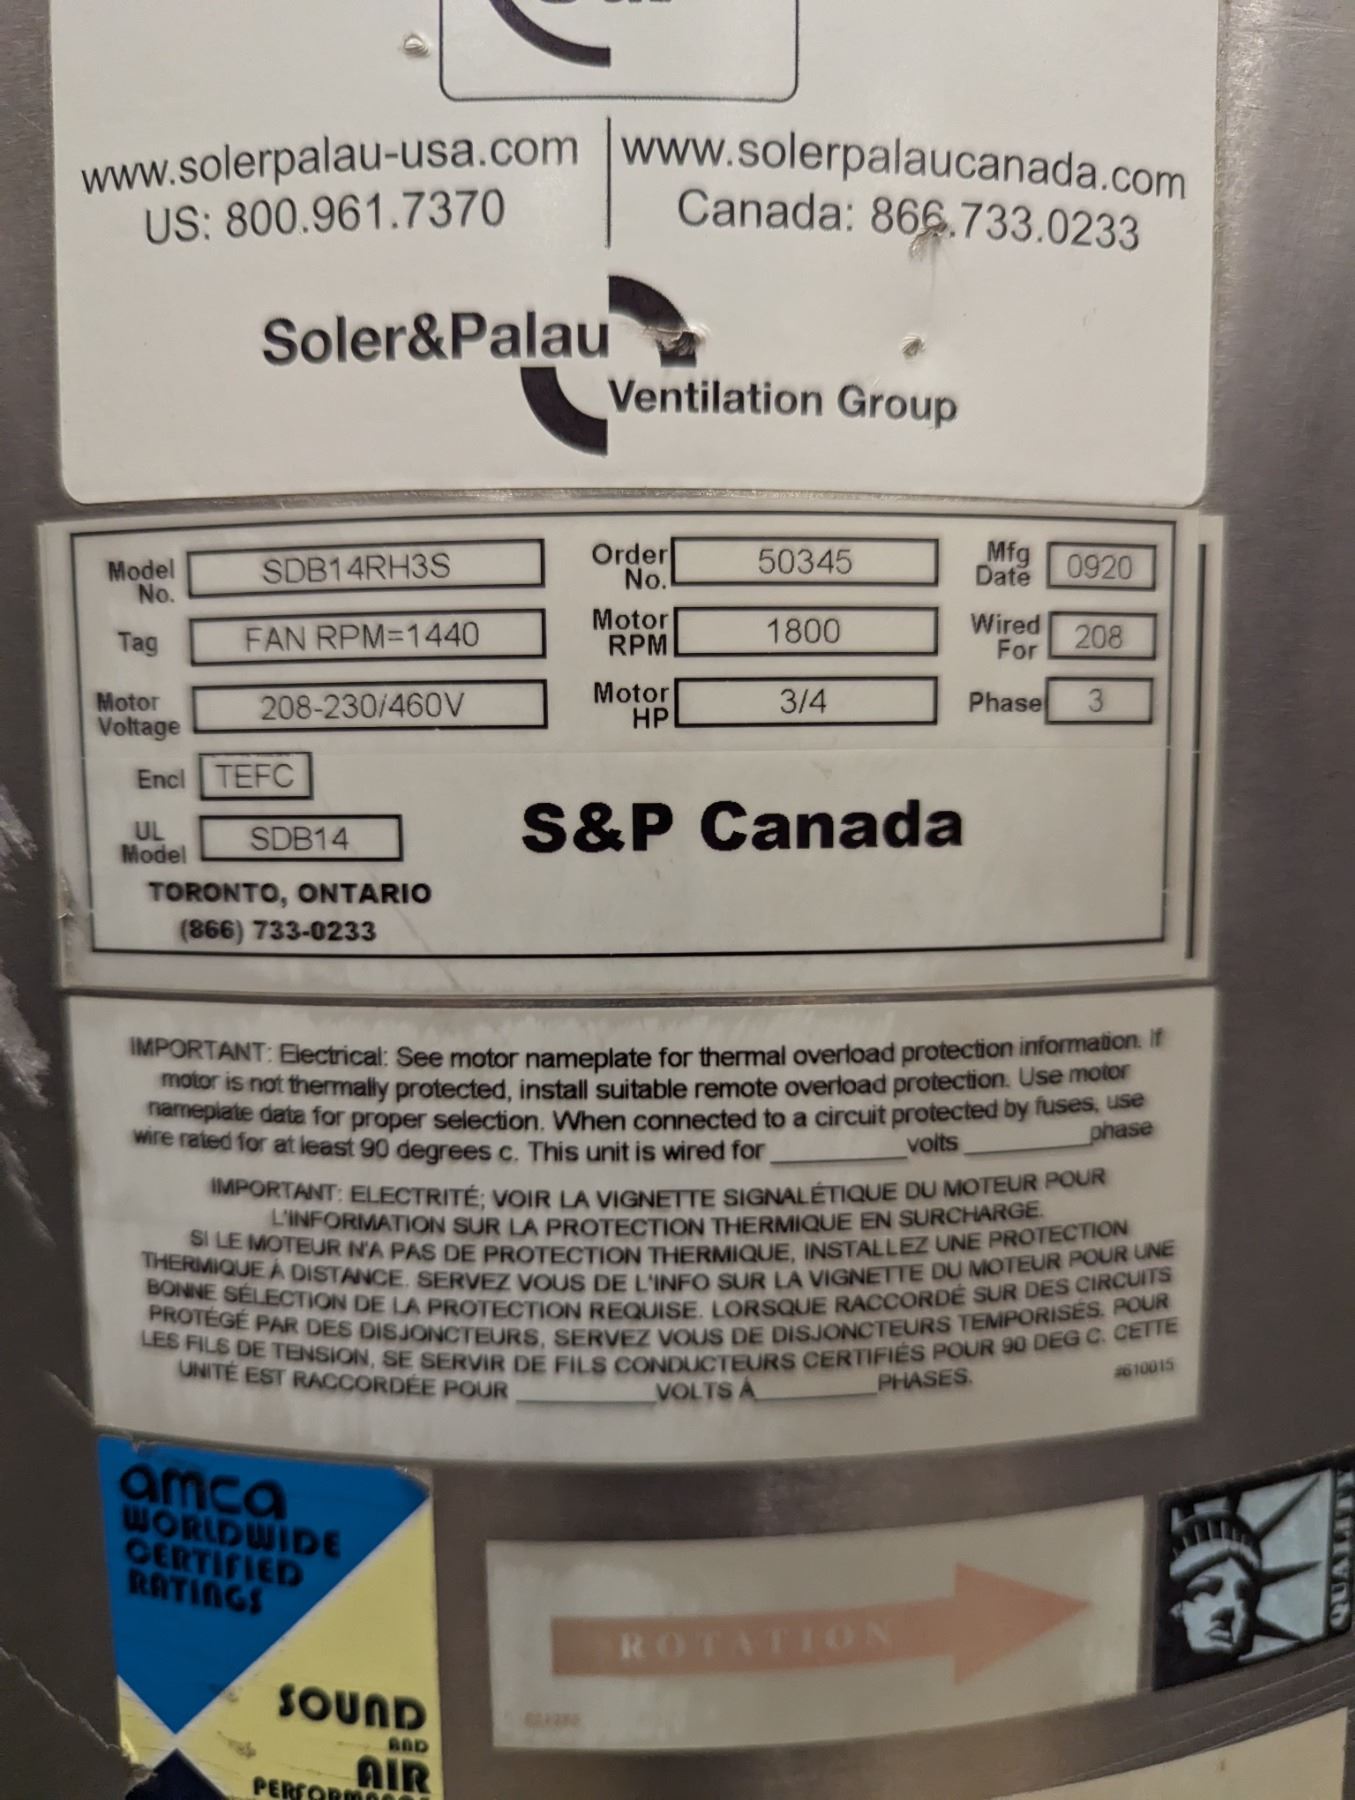 www.solerpalau-usa.com
US: 800.961.7370
www.solerpalaucanada.com
Canada: 866.733.0233
Soler&Palau
Ventilation Group
Model No. SDB14RH3S
Order No. 50345
Mfg Date 0920
Tag FAN RPM=1440
Motor RPM 1800
Wired For 208
Motor Voltage 208-230/460V
Motor HP 3/4
Phase 3
Encl TEFC
UL Model SDB14
S&P Canada
TORONTO, ONTARIO
(866) 733-0233
IMPORTANT: Electrical: See motor nameplate for thermal overload protection information. If
motor is not thermally protected, install suitable remote overload protection. Use motor
nameplate data for proper selection. When connected to a circuit protected by fuses, use
wire rated for at least 90 degrees c. This unit is wired for ________ volts ________ phase
IMPORTANT: ELECTRITÉ; VOIR LA VIGNETTE SIGNALÉTIQUE DU MOTEUR POUR
L'INFORMATION SUR LA PROTECTION THERMIQUE EN SURCHARGE.
SI LE MOTEUR N'A PAS DE PROTECTION THERMIQUE, INSTALLEZ UNE PROTECTION
THERMIQUE À DISTANCE. SERVEZ VOUS DE L'INFO SUR LA VIGNETTE DU MOTEUR POUR UNE
BONNE SÉLECTION DE LA PROTECTION REQUISE. LORSQUE RACCORDÉ SUR DES CIRCUITS
PROTÉGÉ PAR DES DISJONCTEURS, SERVEZ VOUS DE DISJONCTEURS TEMPORISÉS. POUR
LES FILS DE TENSION, SE SERVIR DE FILS CONDUCTEURS CERTIFIÉS POUR 90 DEG C. CETTE
UNITÉ EST RACCORDÉE POUR ________ VOLTS À ________ PHASES.
#610015
amca
WORLDWIDE
CERTIFIED
RATINGS
SOUND
AND
AIR
ROTATION
QUALITY